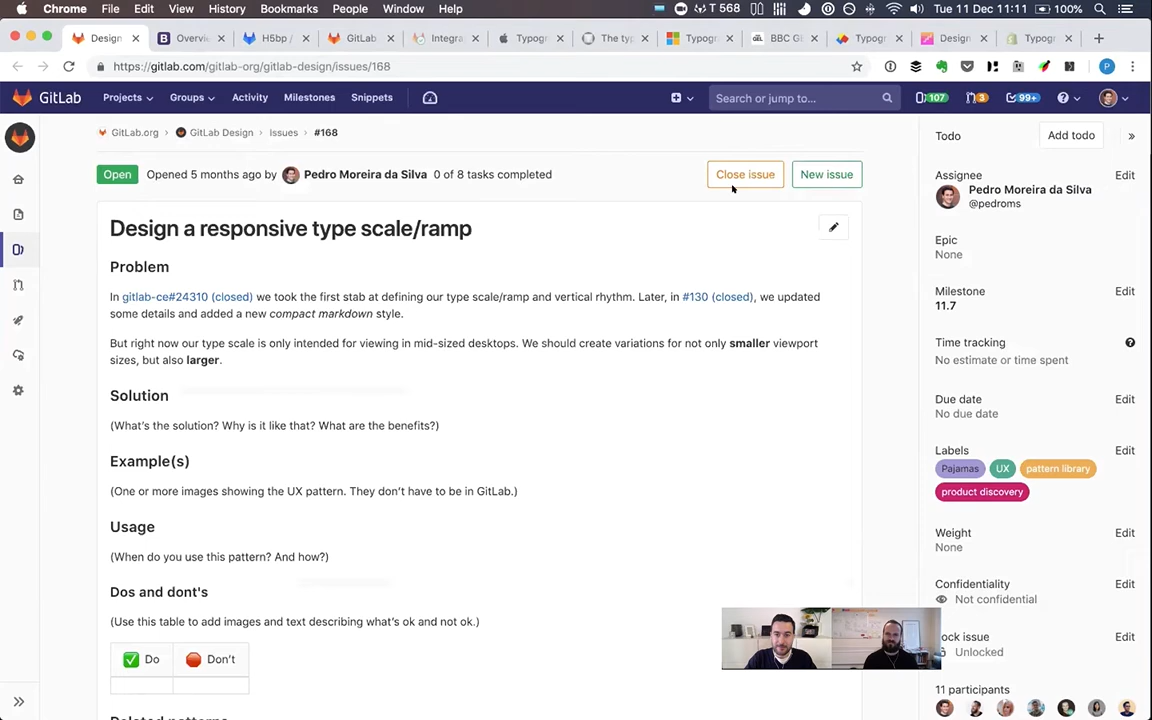 Chrome File Edit View History Bookmarks People Window Help T 568 Tue 11 Dec 11:11 100%
Design Overvie H5bp / GitLab Integra Typogr The typ Typogr BBC GE Typogr Design Typogr
https://gitlab.com/gitlab-org/gitlab-design/issues/168
GitLab Projects Groups Activity Milestones Snippets Search or jump to... 107 3 99+
GitLab.org GitLab Design Issues #168
Todo Add todo
Open Opened 5 months ago by Pedro Moreira da Silva 0 of 8 tasks completed Close issue New issue
Assignee Edit
Pedro Moreira da Silva
@pedroms
Design a responsive type scale/ramp
Epic
None
Problem
Milestone Edit
11.7
In gitlab-ce#24310 (closed) we took the first stab at defining our type scale/ramp and vertical rhythm. Later, in #130 (closed), we updated
some details and added a new compact markdown style.
But right now our type scale is only intended for viewing in mid-sized desktops. We should create variations for not only smaller viewport
sizes, but also larger.
Time tracking
No estimate or time spent
Solution
Due date Edit
No due date
(What's the solution? Why is it like that? What are the benefits?)
Labels Edit
Pajamas UX pattern library
product discovery
Example(s)
(One or more images showing the UX pattern. They don't have to be in GitLab.)
Usage
Weight Edit
None
(When do you use this pattern? And how?)
Dos and dont's
Confidentiality Edit
Not confidential
(Use this table to add images and text describing what's ok and not ok.)
ock issue Edit
Unlocked
Do Don't
11 participants
Related patterns